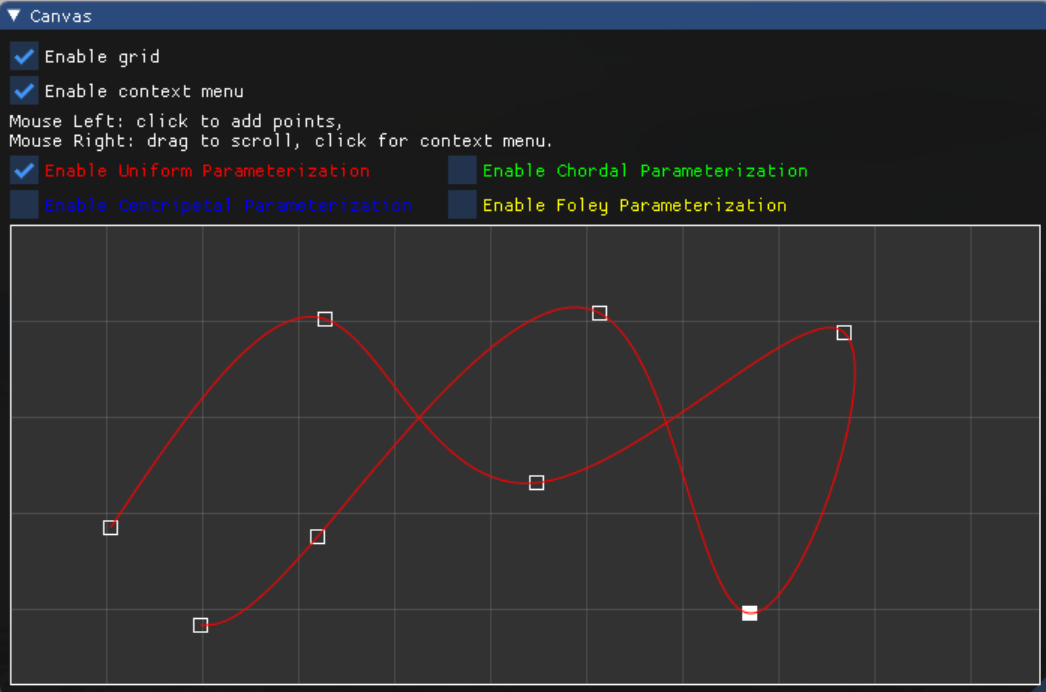 Canvas
Enable grid
Enable context menu
Mouse Left: click to add points,
Mouse Right: drag to scroll, click for context menu.
Enable Uniform Parameterization
Enable Chordal Parameterization
Enable Centripetal Parameterization
Enable Foley Parameterization